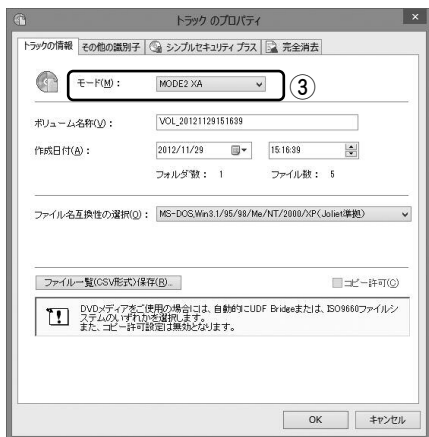 トラック のプロパティ
トラックの情報 その他の識別子 シンプルセキュリティ プラス 完全消去
モード(M)： MODE2 XA ③
ボリューム名称(V)： VOL_20121129151639
作成日付(A)： 2012/11/29 15:16:39
フォルダ数： 1 ファイル数： 5
ファイル名互換性の選択(O)： MS-DOS,Win3.1/95/98/Me/NT/2000/XP(Joliet準拠)
ファイル一覧(CSV形式)保存(R)... コピー許可(C)
DVDメディアをご使用の場合には、自動的にUDF Bridgeまたは、ISO9660ファイルシ
ステムのいずれかを選択します。
また、コピー許可設定は無効となります。
OK キャンセル